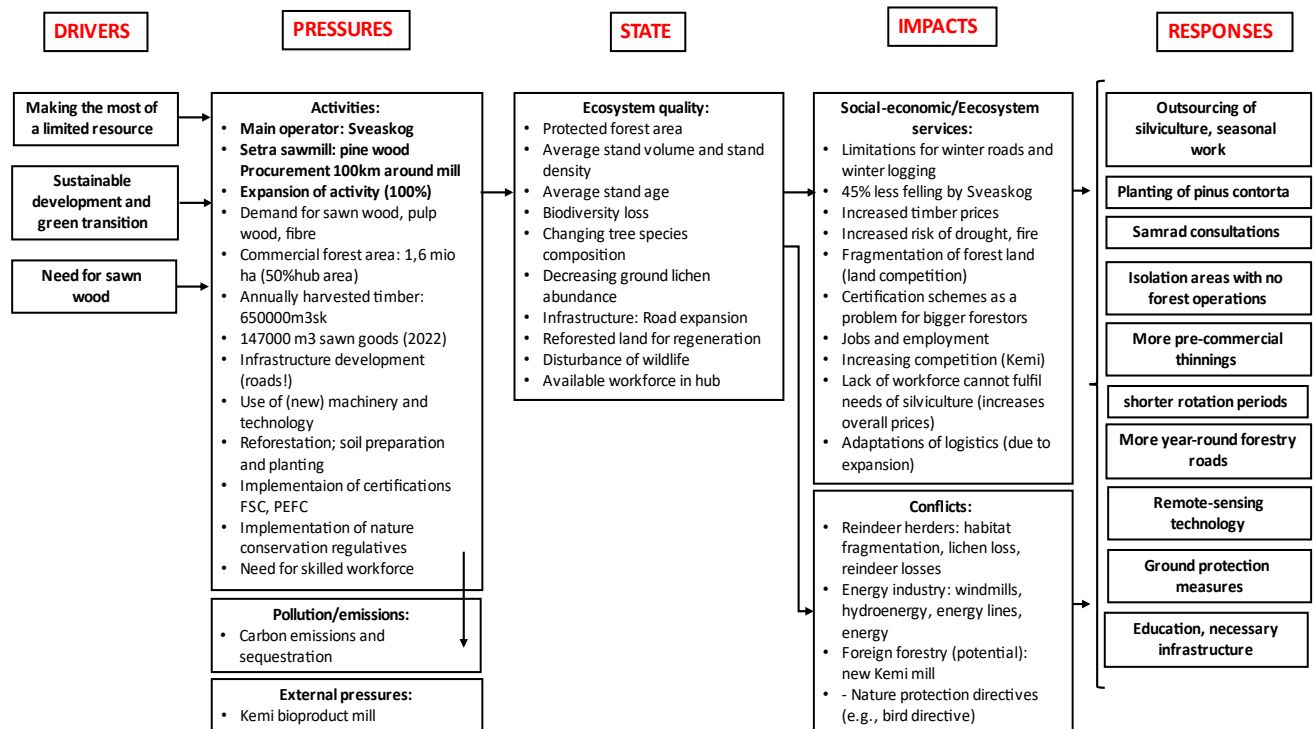 DRIVERS
PRESSURES
STATE
IMPACTS
RESPONSES
Making the most of
a limited resource
Sustainable
development and
green transition
Need for sawn
wood
Activities:
• Main operator: Sveaskog
• Setra sawmill: pine wood
Procurement 100km around mill
• Expansion of activity (100%)
• Demand for sawn wood, pulp
wood, fibre
• Commercial forest area: 1,6 mio
ha (50%hub area)
• Annually harvested timber:
650000m3sk
• 147000 m3 sawn goods (2022)
• Infrastructure development
(roads!)
• Use of (new) machinery and
technology
• Reforestation; soil preparation
and planting
• Implementaion of certifications
FSC, PEFC
• Implementation of nature
conservation regulatives
• Need for skilled workforce
Pollution/emissions:
• Carbon emissions and
sequestration
External pressures:
• Kemi bioproduct mill
Ecosystem quality:
• Protected forest area
• Average stand volume and stand
density
• Average stand age
• Biodiversity loss
• Changing tree species
composition
• Decreasing ground lichen
abundance
• Infrastructure: Road expansion
• Reforested land for regeneration
• Disturbance of wildlife
• Available workforce in hub
Social-economic/Eecosystem
services:
• Limitations for winter roads and
winter logging
• 45% less felling by Sveaskog
• Increased timber prices
• Increased risk of drought, fire
• Fragmentation of forest land
(land competition)
• Certification schemes as a
problem for bigger forestors
• Jobs and employment
• Increasing competition (Kemi)
• Lack of workforce cannot fulfil
needs of silviculture (increases
overall prices)
• Adaptations of logistics (due to
expansion)
Conflicts:
• Reindeer herders: habitat
fragmentation, lichen loss,
reindeer losses
• Energy industry: windmills,
hydroenergy, energy lines,
energy
• Foreign forestry (potential):
new Kemi mill
• - Nature protection directives
(e.g., bird directive)
Outsourcing of
silviculture, seasonal
work
Planting of pinus contorta
Samrad consultations
Isolation areas with no
forest operations
More pre-commercial
thinnings
shorter rotation periods
More year-round forestry
roads
Remote-sensing
technology
Ground protection
measures
Education, necessary
infrastructure